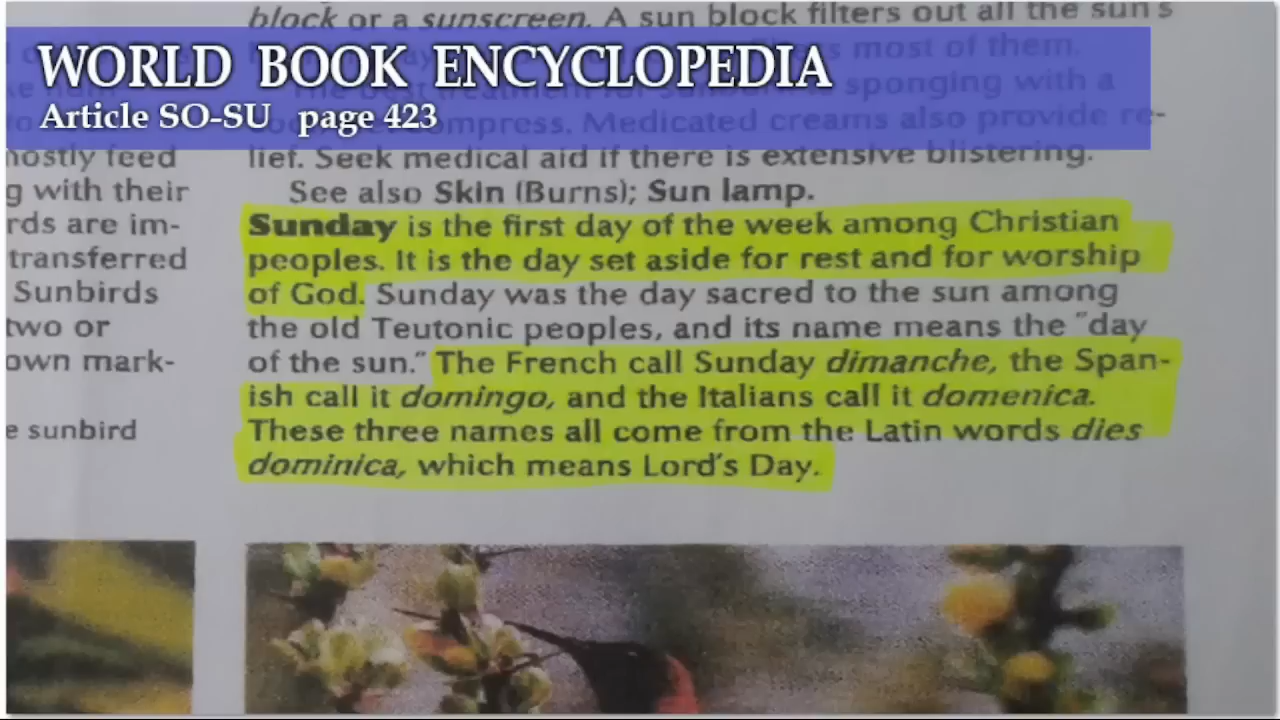 block or a sunscreen. A sun block filters out all the sun's
WORLD BOOK ENCYCLOPEDIA
Article SO-SU page 423
most of them.
sponging with a
compress. Medicated creams also provide re-
lief. Seek medical aid if there is extensive blistering.
See also Skin (Burns); Sun lamp.
Sunday is the first day of the week among Christian
peoples. It is the day set aside for rest and for worship
of God. Sunday was the day sacred to the sun among
the old Teutonic peoples, and its name means the "day
of the sun." The French call Sunday dimanche, the Span-
ish call it domingo, and the Italians call it domenica.
These three names all come from the Latin words dies
dominica, which means Lord's Day.
mostly feed
g with their
rds are im-
transferred
Sunbirds
two or
own mark-
e sunbird